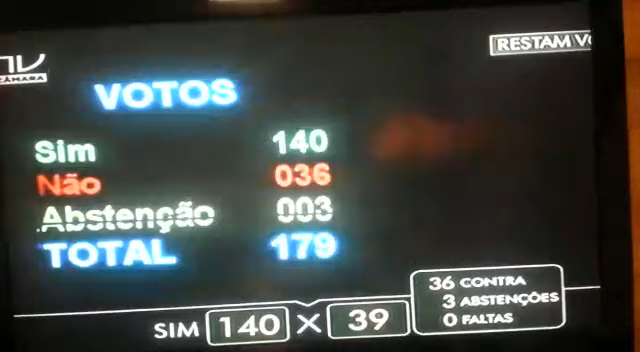 RESTAM
CÂMARA
VOTOS
Sim 140
Não 036
Abstenção 003
TOTAL 179
SIM 140 X 39
36 CONTRA
3 ABSTENÇÕES
0 FALTAS